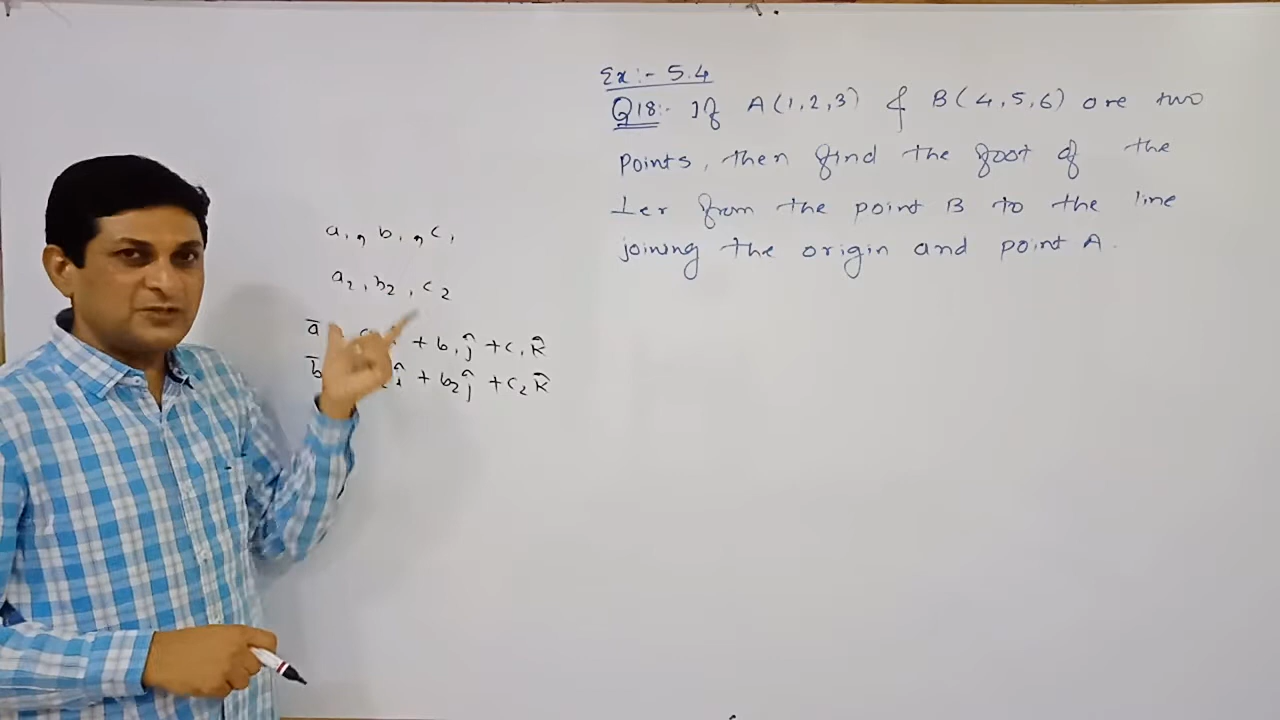 Ex:- 5.4
Q18:- If A(1,2,3) & B(4,5,6) are two
points, then find the foot of the
⊥er from the point B to the line
joining the origin and point A.
a₁, b₁, c₁
a₂, b₂, c₂
a̅ + b₁ĵ + c₁k̂
b̅ + b₂ĵ + c₂k̂